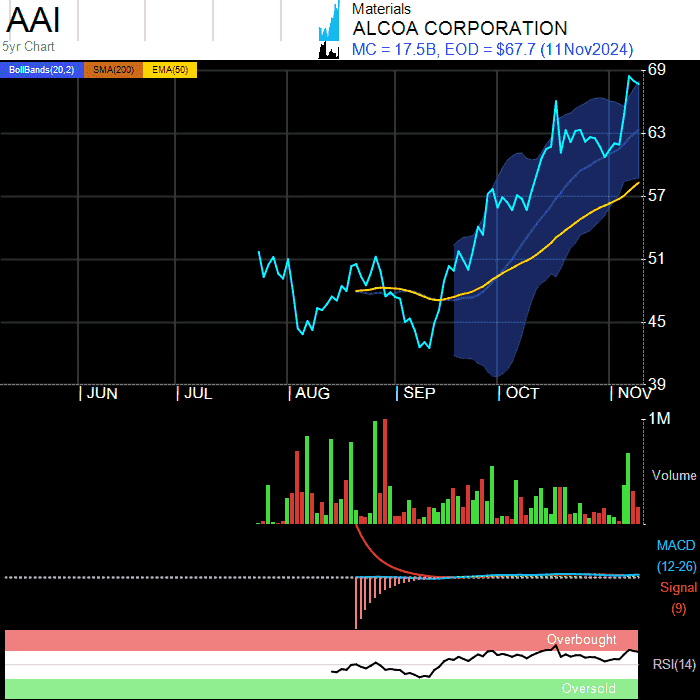 AAI
5yr Chart
Materials
ALCOA CORPORATION
MC = 17.5B, EOD = $67.7 (11Nov2024)
BollBands(20,2) SMA(200) EMA(50)
69
63
57
51
45
39
JUN JUL AUG SEP OCT NOV
1M
Volume
MACD
(12-26)
Signal
(9)
Overbought
RSI(14)
Oversold